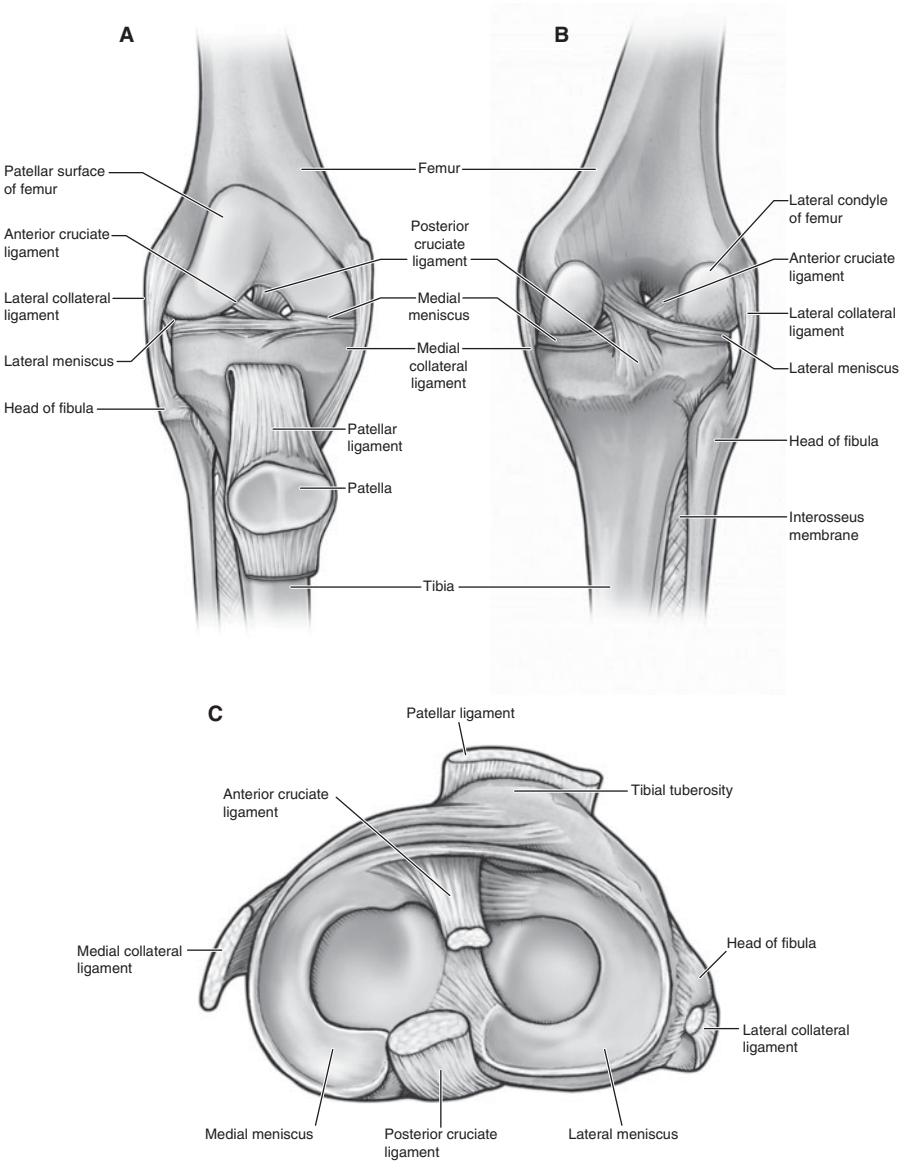 A
B
Patellar surface
of femur
Anterior cruciate
ligament
Lateral collateral
ligament
Lateral meniscus
Head of fibula
Femur
Posterior
cruciate
ligament
Medial
meniscus
Medial
collateral
ligament
Patellar
ligament
Patella
Tibia
Lateral condyle
of femur
Anterior cruciate
ligament
Lateral collateral
ligament
Lateral meniscus
Head of fibula
Interosseus
membrane
C
Patellar ligament
Anterior cruciate
ligament
Tibial tuberosity
Medial collateral
ligament
Head of fibula
Lateral collateral
ligament
Medial meniscus
Posterior cruciate
ligament
Lateral meniscus